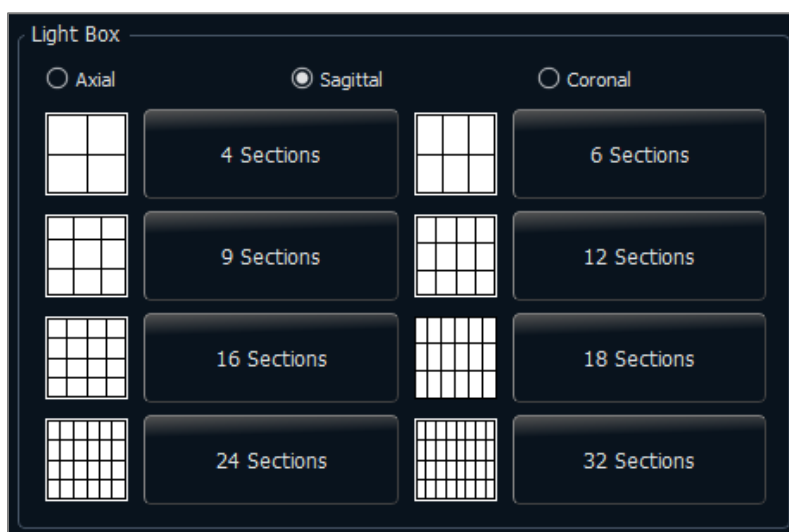 Light Box
Axial Sagittal Coronal
4 Sections 6 Sections
9 Sections 12 Sections
16 Sections 18 Sections
24 Sections 32 Sections